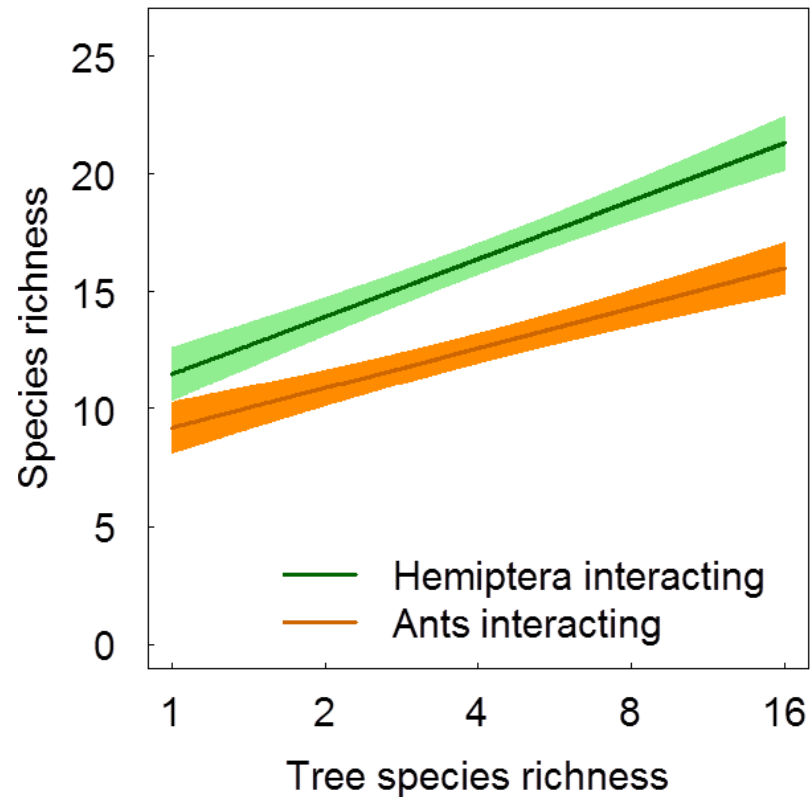 25
20
15
10
5
0
Species richness
Hemiptera interacting
Ants interacting
1 2 4 8 16
Tree species richness